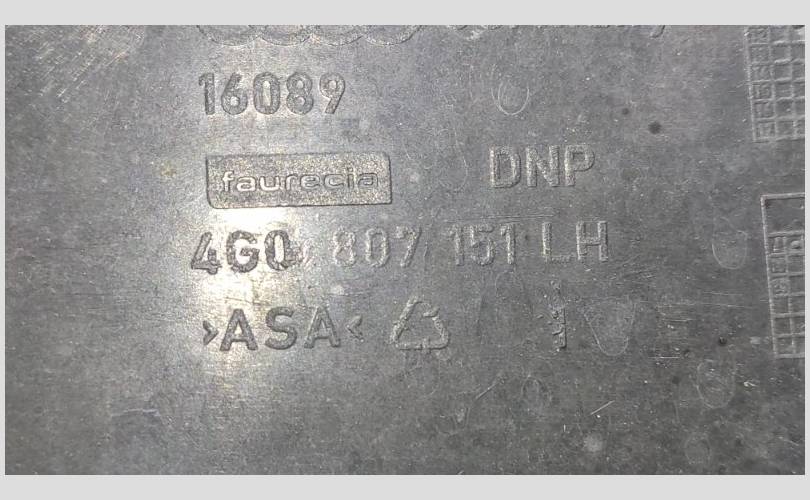 16089
faurecia DNP
4G0 807 151 LH
>ASA<